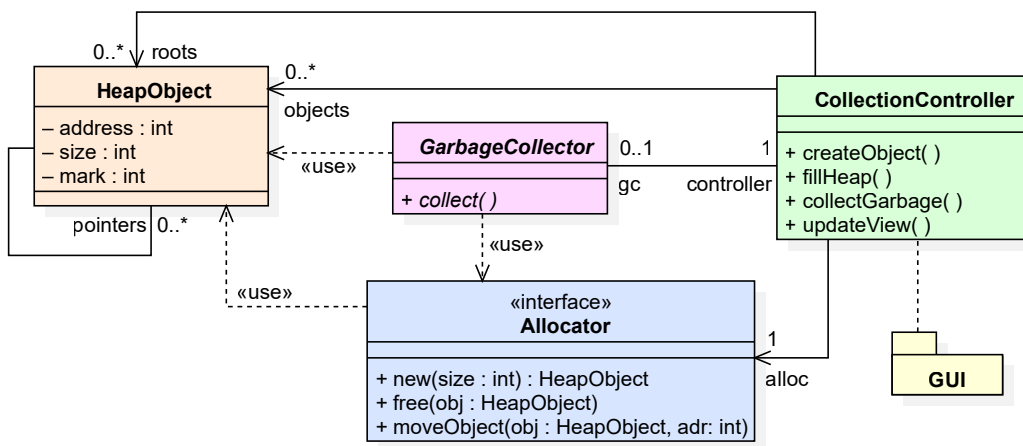 0..* roots
HeapObject
– address : int
– size : int
– mark : int
pointers 0..*
0..*
objects
«use»
GarbageCollector
+ collect( )
0..1
gc
1
controller
CollectionController
+ createObject( )
+ fillHeap( )
+ collectGarbage( )
+ updateView( )
«use»
«use»
«interface»
Allocator
+ new(size : int) : HeapObject
+ free(obj : HeapObject)
+ moveObject(obj : HeapObject, adr: int)
1
alloc
GUI